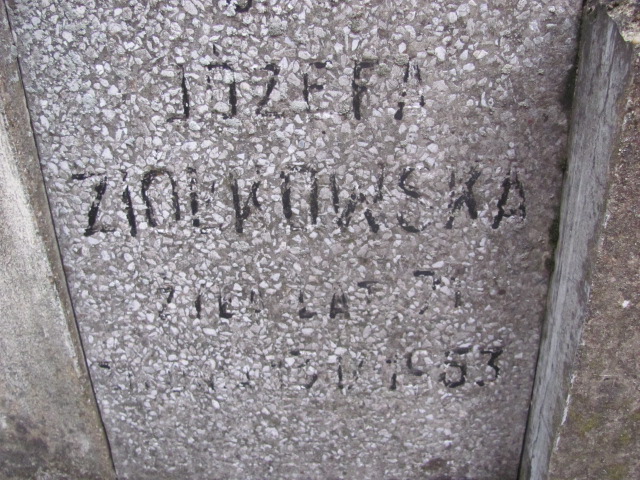 JÓZEFA
ZIOŁKOWSKA
ŻYŁA LAT 71
1953